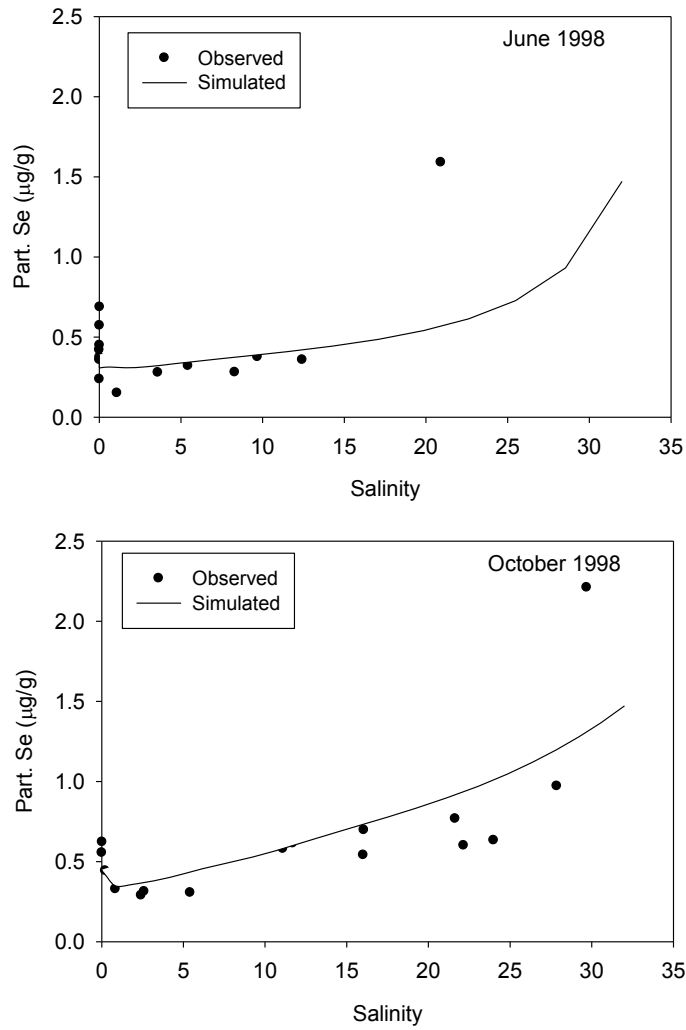 2.5
June 1998
Observed
Simulated
2.0
1.5
1.0
0.5
0.0
Part. Se (µg/g)
0 5 10 15 20 25 30 35
Salinity
2.5
October 1998
Observed
Simulated
2.0
1.5
1.0
0.5
0.0
Part. Se (µg/g)
0 5 10 15 20 25 30 35
Salinity